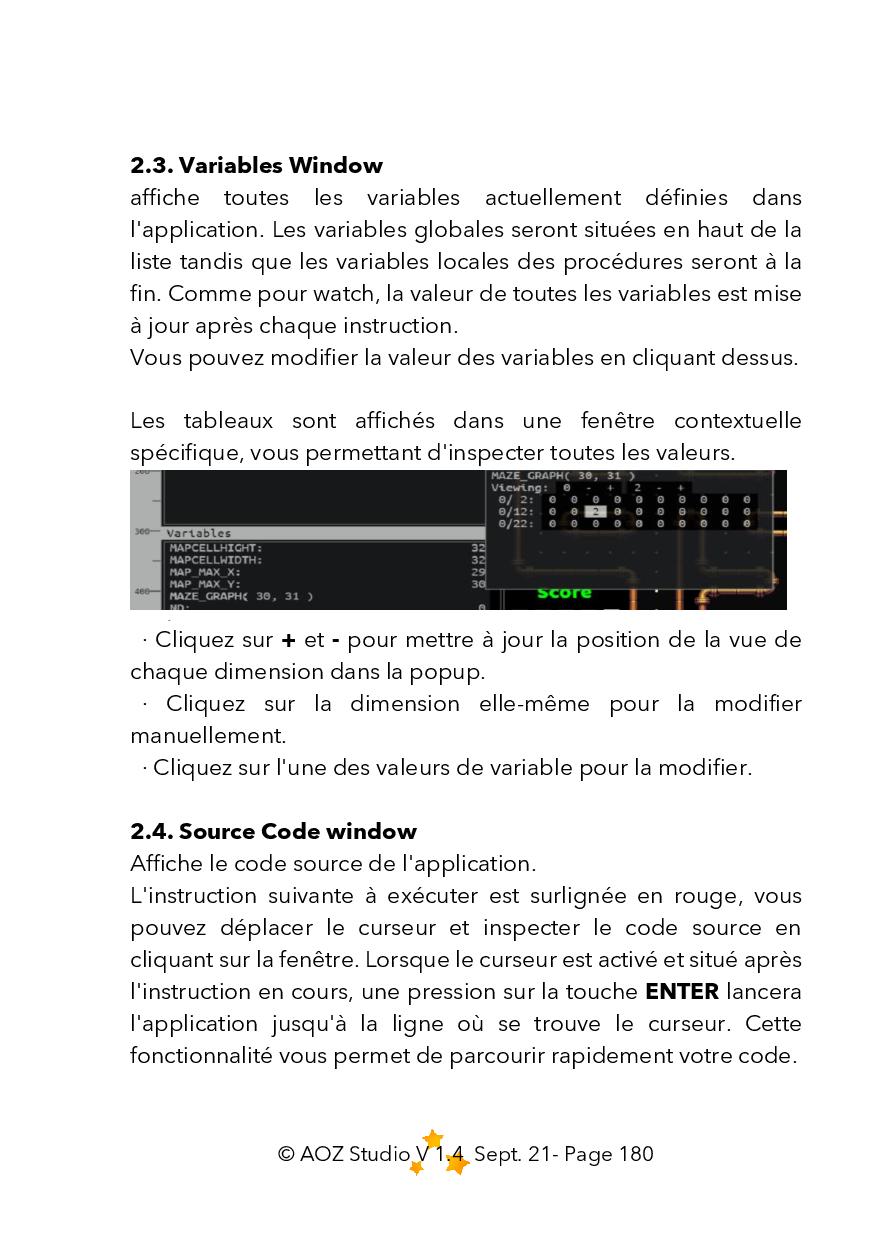 2.3. Variables Window
affiche toutes les variables actuellement définies dans
l'application. Les variables globales seront situées en haut de la
liste tandis que les variables locales des procédures seront à la
fin. Comme pour watch, la valeur de toutes les variables est mise
à jour après chaque instruction.
Vous pouvez modifier la valeur des variables en cliquant dessus.
Les tableaux sont affichés dans une fenêtre contextuelle
spécifique, vous permettant d'inspecter toutes les valeurs.
MAZE_GRAPH( 30, 31 )
Viewing: 0 - + 2 - +
0/ 2: 0 0 0 0 0 0 0 0 0 0
0/12: 0 0 2 0 0 0 0 0 0 0
0/22: 0 0 0 0 0 0 0 0 0 0
300
Variables
MAPCELLHIGHT: 32
MAPCELLWIDTH: 32
MAP_MAX_X: 29
MAP_MAX_Y: 30
400
MAZE_GRAPH( 30, 31 )
ND: 0
Score
· Cliquez sur + et - pour mettre à jour la position de la vue de
chaque dimension dans la popup.
· Cliquez sur la dimension elle-même pour la modifier
manuellement.
· Cliquez sur l'une des valeurs de variable pour la modifier.
2.4. Source Code window
Affiche le code source de l'application.
L'instruction suivante à exécuter est surlignée en rouge, vous
pouvez déplacer le curseur et inspecter le code source en
cliquant sur la fenêtre. Lorsque le curseur est activé et situé après
l'instruction en cours, une pression sur la touche ENTER lancera
l'application jusqu'à la ligne où se trouve le curseur. Cette
fonctionnalité vous permet de parcourir rapidement votre code.
© AOZ Studio V 1.4 Sept. 21- Page 180